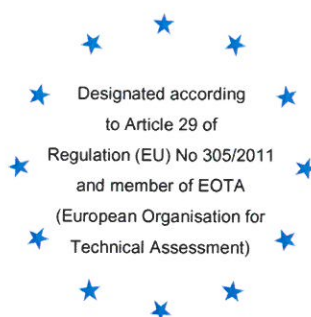 Designated according
to Article 29 of
Regulation (EU) No 305/2011
and member of EOTA
(European Organisation for
Technical Assessment)